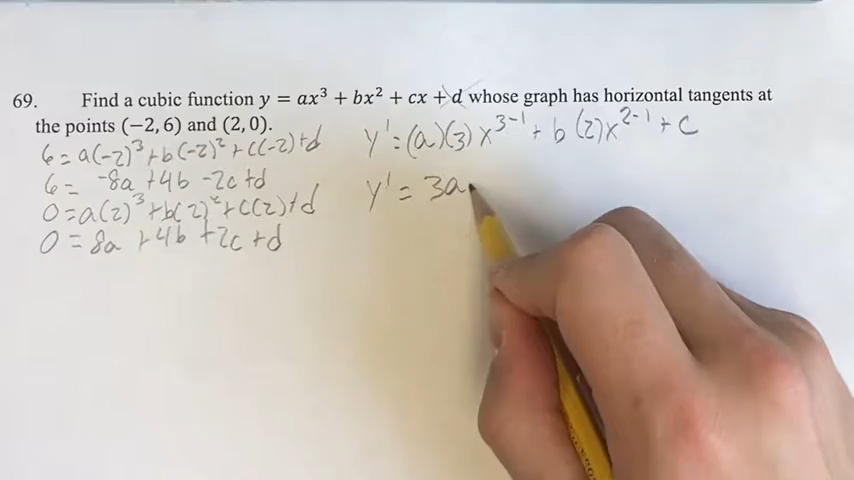 69. Find a cubic function y = ax³ + bx² + cx + d whose graph has horizontal tangents at
the points (−2, 6) and (2, 0).
6 = a(-2)³ + b(-2)² + c(-2) + d
6 = -8a + 4b - 2c + d
0 = a(2)³ + b(2)² + c(2) + d
0 = 8a + 4b + 2c + d
y' = (a)(3)x³⁻¹ + b(2)x²⁻¹ + c
y' = 3a